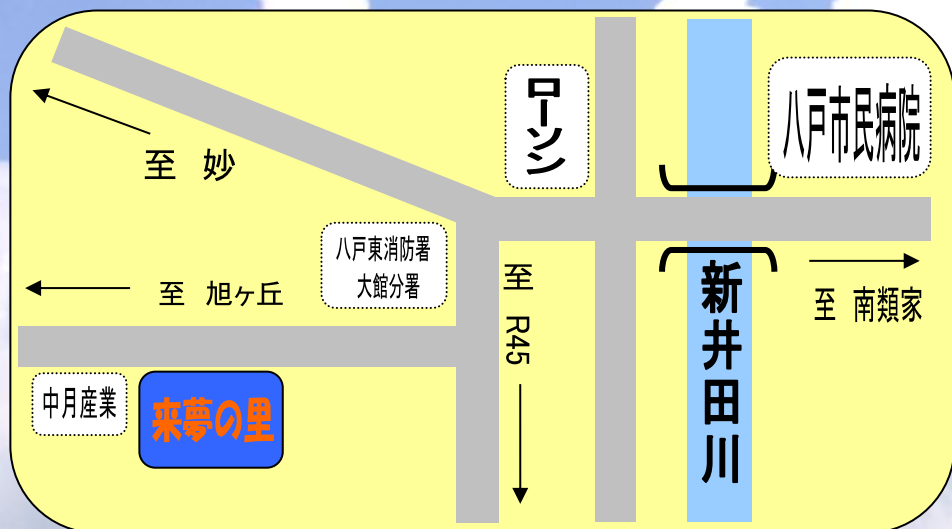 ローソン
八戸市民病院
至 妙
八戸東消防署
大館分署
至 旭ヶ丘
至 R45
新井田川
至 南類家
中月産業
来夢の里